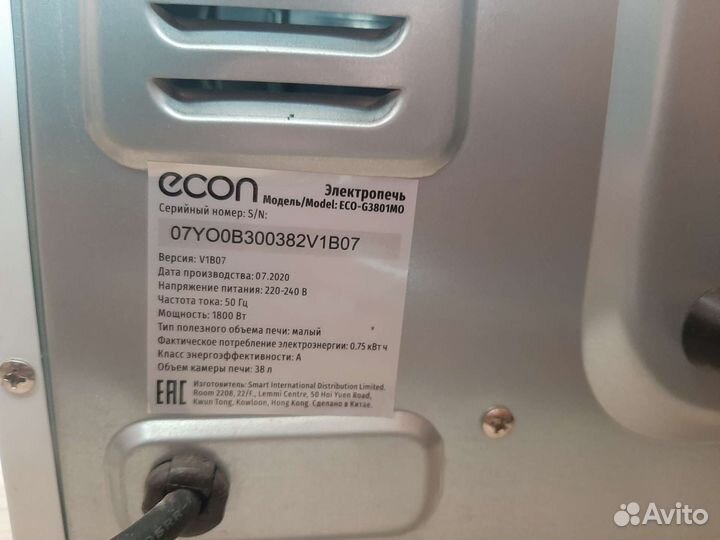 econ
Электропечь
Модель/Model: ECO-G3801MO
Серийный номер: S/N:
07YO0B300382V1B07
Версия: V1B07
Дата производства: 07.2020
Напряжение питания: 220-240 В
Частота тока: 50 Гц
Мощность: 1800 Вт
Тип полезного объема печи: малый
Фактическое потребление электроэнергии: 0.75 кВт ч
Класс энергоэффективности: А
Объем камеры печи: 38 л
EAC
Изготовитель: Smart International Distribution Limited.
Room 2208, 22/F., Lemmi Centre, 50 Hoi Yuen Road,
Kwun Tong, Kowloon, Hong Kong. Сделано в Китае.
Avito